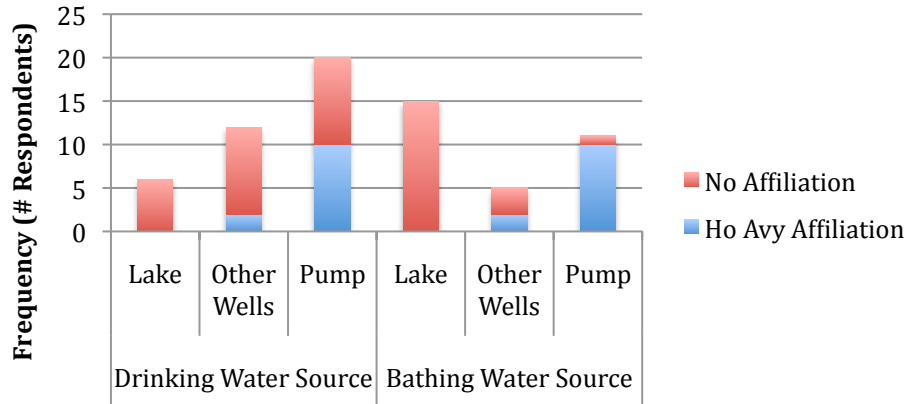 Frequency (# Respondents)
25
20
15
10
5
0
Lake
Other
Wells
Pump
Lake
Other
Wells
Pump
Drinking Water Source
Bathing Water Source
No Affiliation
Ho Avy Affiliation